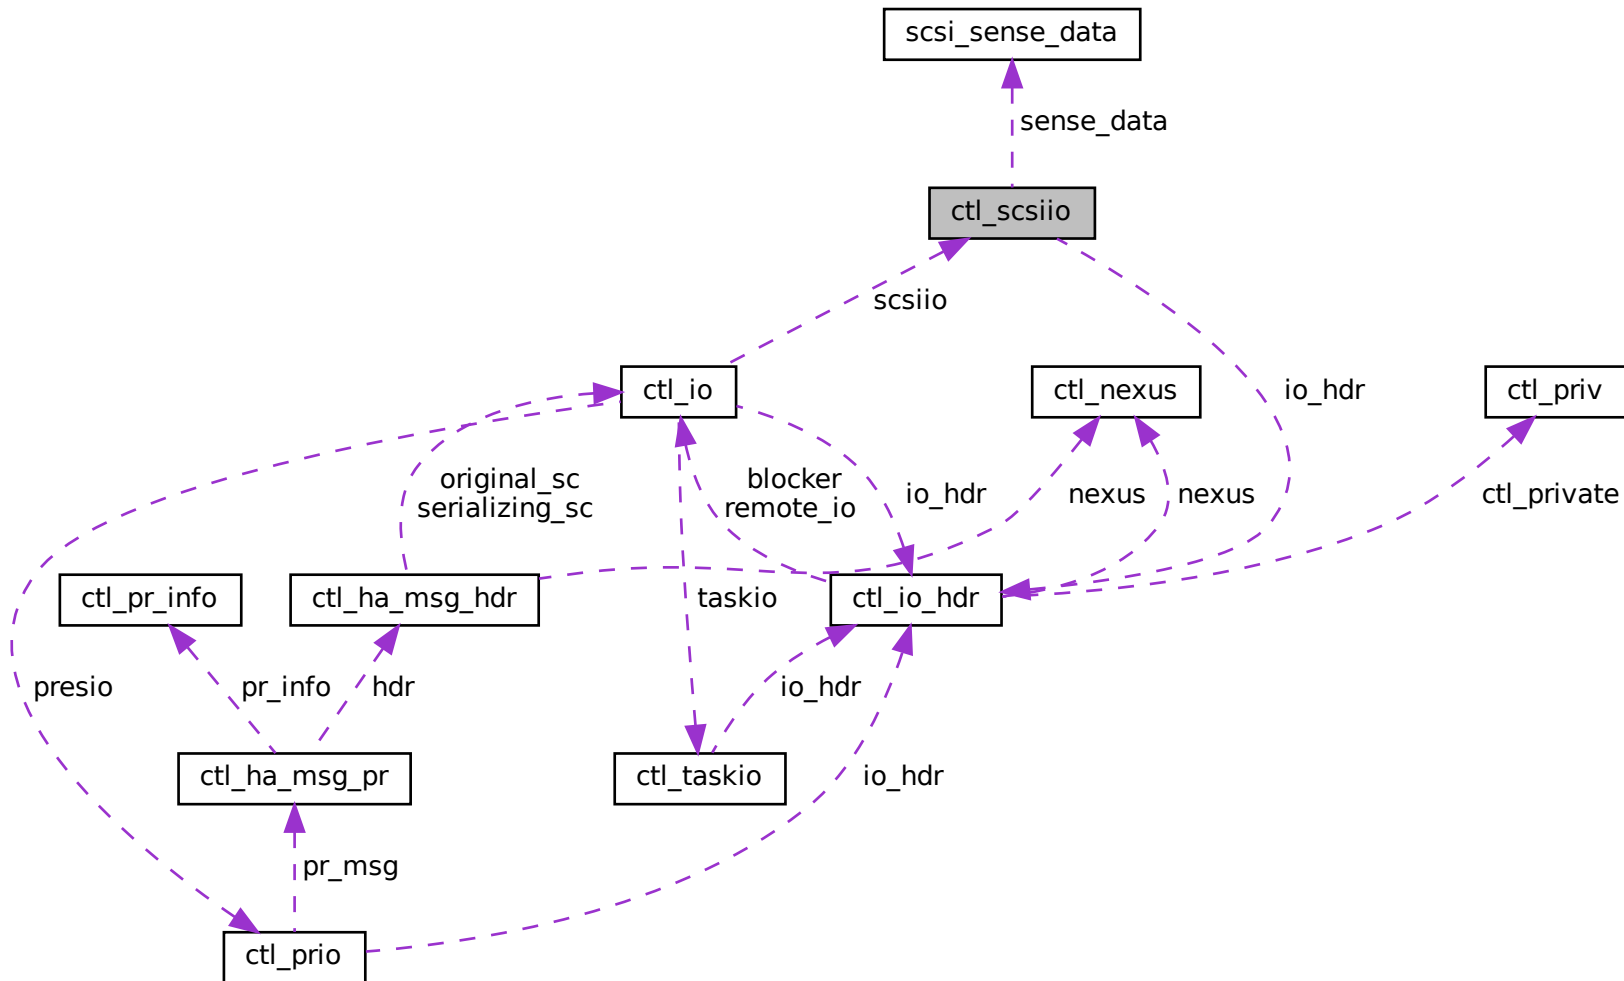 scsi_sense_data
sense_data
ctl_scsiio
scsiio
ctl_io
ctl_nexus
io_hdr
ctl_priv
original_sc
serializing_sc
blocker
remote_io
io_hdr
nexus
nexus
ctl_private
ctl_pr_info
ctl_ha_msg_hdr
taskio
ctl_io_hdr
presio
pr_info
hdr
io_hdr
ctl_ha_msg_pr
ctl_taskio
io_hdr
pr_msg
ctl_prio